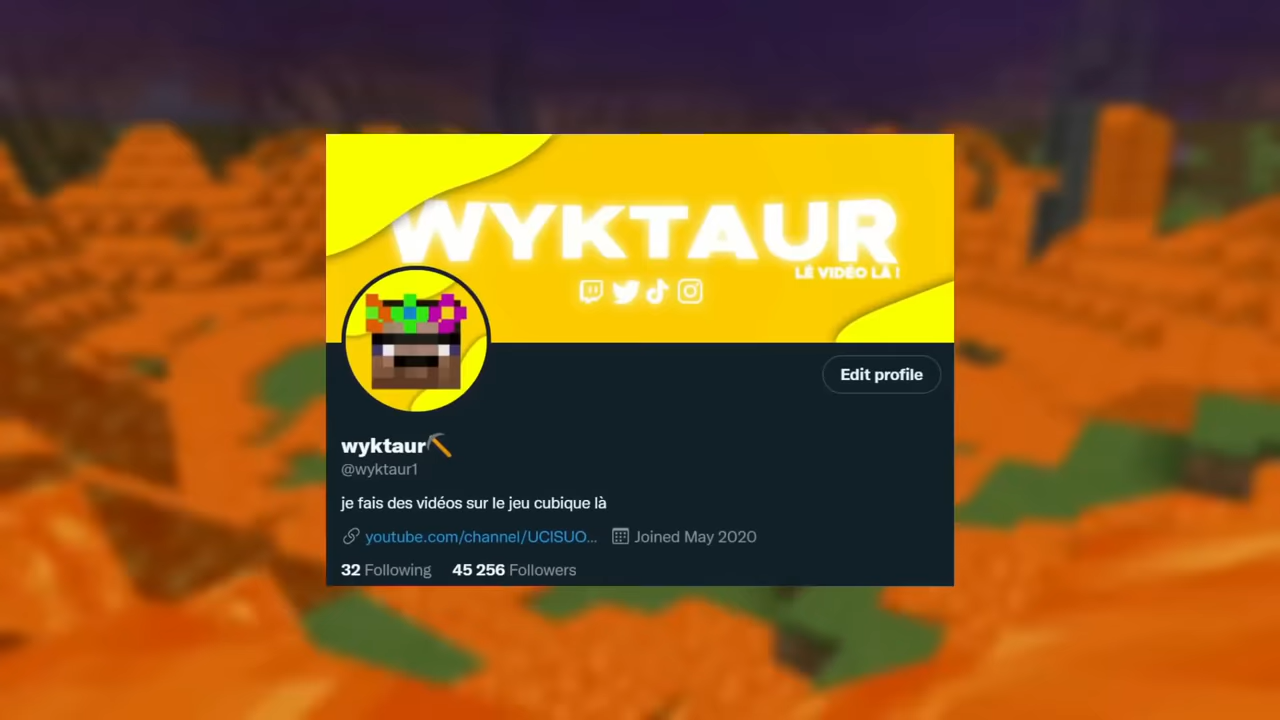 WYKTAUR
LÉ VIDÉO LÀ !
Edit profile
wyktaur
@wyktaur1
je fais des vidéos sur le jeu cubique là
youtube.com/channel/UClSUO... Joined May 2020
32 Following 45 256 Followers